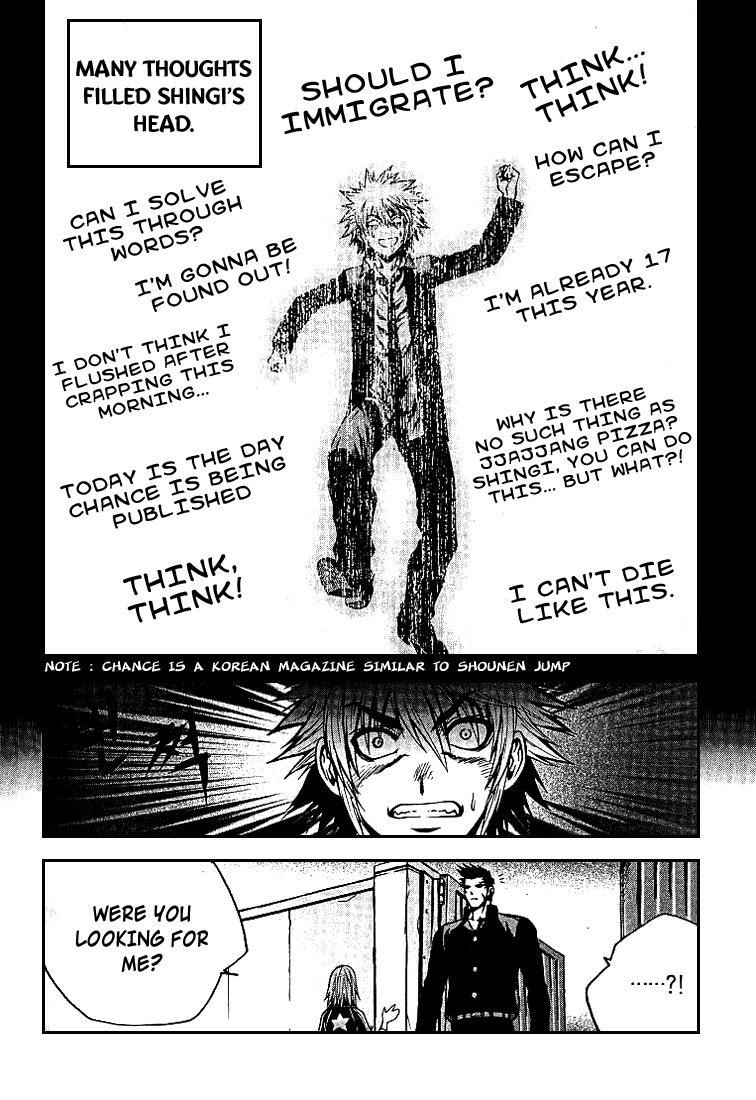 MANY THOUGHTS
FILLED SHINGI'S
HEAD.
SHOULD I
IMMIGRATE?
THINK...
THINK!
HOW CAN I
ESCAPE?
CAN I SOLVE
THIS THROUGH
WORDS?
I'M GONNA BE
FOUND OUT!
I'M ALREADY 17
THIS YEAR.
I DON'T THINK I
FLUSHED AFTER
CRAPPING THIS
MORNING...
WHY IS THERE
NO SUCH THING AS
JJAJJANG PIZZA?
SHINGI, YOU CAN DO
THIS... BUT WHAT?!
TODAY IS THE DAY
CHANCE IS BEING
PUBLISHED
THINK,
THINK!
I CAN'T DIE
LIKE THIS.
NOTE : CHANCE IS A KOREAN MAGAZINE SIMILAR TO SHOUNEN JUMP
WERE YOU
LOOKING FOR
ME?
......?!